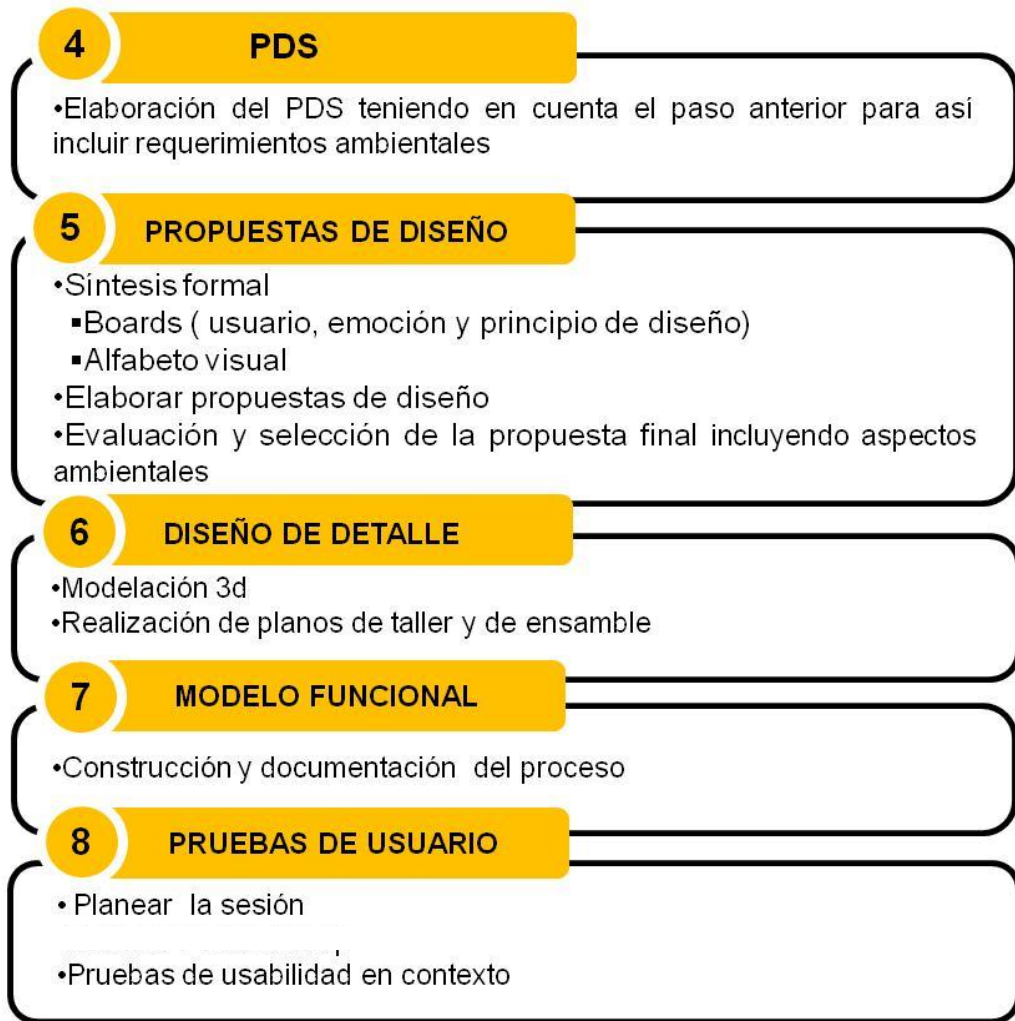 4
PDS
•Elaboración del PDS teniendo en cuenta el paso anterior para así
incluir requerimientos ambientales
5
PROPUESTAS DE DISEÑO
•Síntesis formal
▪Boards ( usuario, emoción y principio de diseño)
▪Alfabeto visual
•Elaborar propuestas de diseño
•Evaluación y selección de la propuesta final incluyendo aspectos
ambientales
6
DISEÑO DE DETALLE
•Modelación 3d
•Realización de planos de taller y de ensamble
7
MODELO FUNCIONAL
•Construcción y documentación del proceso
8
PRUEBAS DE USUARIO
• Planear la sesión
•Pruebas de usabilidad en contexto